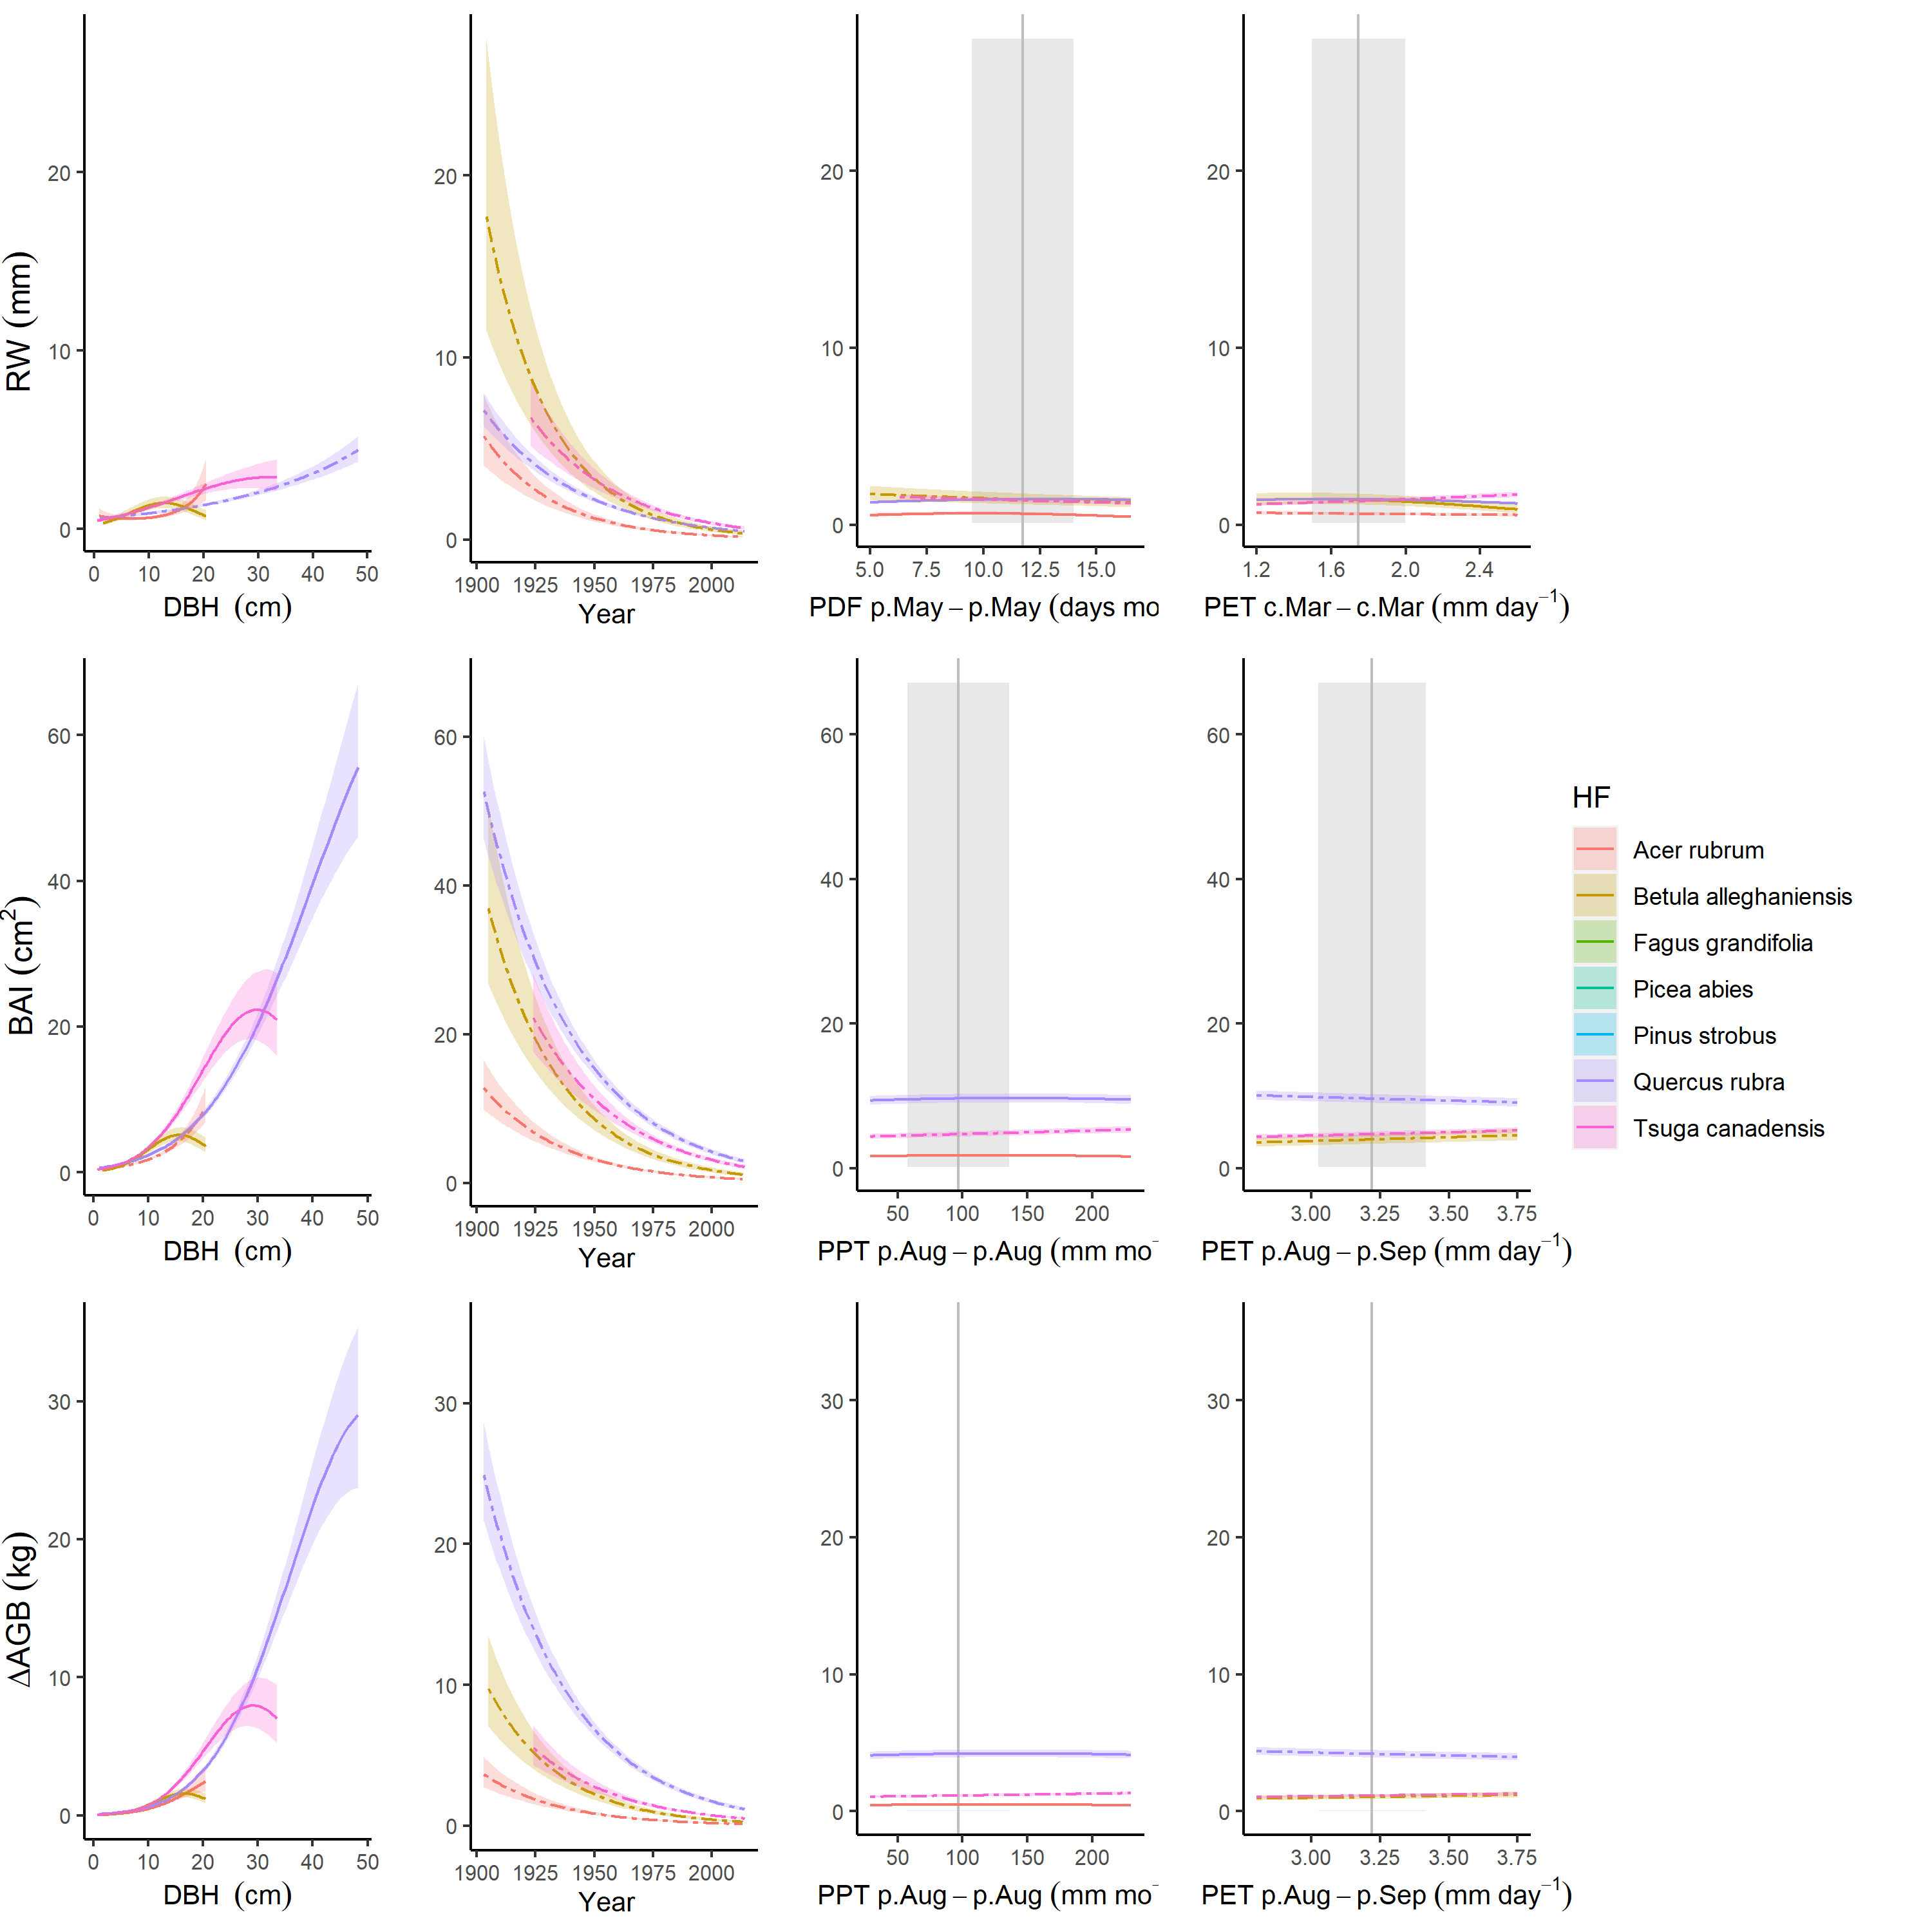 RW (mm)
20
10
0
0 10 20 30 40 50
DBH (cm)
20
10
0
1900 1925 1950 1975 2000
Year
20
10
0
5.0 7.5 10.0 12.5 15.0
PDF p.May – p.May (days mo
20
10
0
1.2 1.6 2.0 2.4
PET c.Mar – c.Mar (mm day⁻¹)
BAI (cm²)
60
40
20
0
0 10 20 30 40 50
DBH (cm)
60
40
20
0
1900 1925 1950 1975 2000
Year
60
40
20
0
50 100 150 200
PPT p.Aug – p.Aug (mm mo⁻
60
40
20
0
3.00 3.25 3.50 3.75
PET p.Aug – p.Sep (mm day⁻¹)
HF
Acer rubrum
Betula alleghaniensis
Fagus grandifolia
Picea abies
Pinus strobus
Quercus rubra
Tsuga canadensis
ΔAGB (kg)
30
20
10
0
0 10 20 30 40 50
DBH (cm)
30
20
10
0
1900 1925 1950 1975 2000
Year
30
20
10
0
50 100 150 200
PPT p.Aug – p.Aug (mm mo⁻
30
20
10
0
3.00 3.25 3.50 3.75
PET p.Aug – p.Sep (mm day⁻¹)